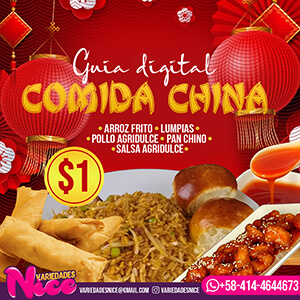 Guia digital
COMIDA CHINA
• ARROZ FRITO • LUMPIAS •
• POLLO AGRIDULCE • PAN CHINO •
• SALSA AGRIDULCE •
$1
VARIEDADES
Nice
VARIEDADESNICE@GMAIL.COM VARIEDADESNICE +58-414-4644673